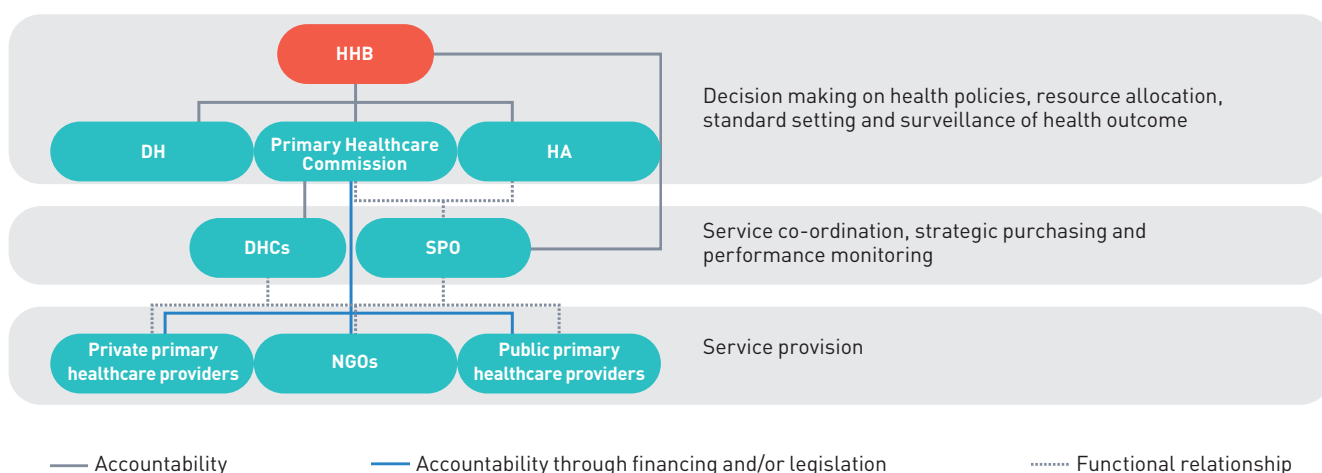 HHB
Decision making on health policies, resource allocation,
standard setting and surveillance of health outcome
DH
Primary Healthcare
Commission
HA
DHCs
SPO
Service co-ordination, strategic purchasing and
performance monitoring
Private primary
healthcare providers
NGOs
Public primary
healthcare providers
Service provision
Accountability
Accountability through financing and/or legislation
Functional relationship